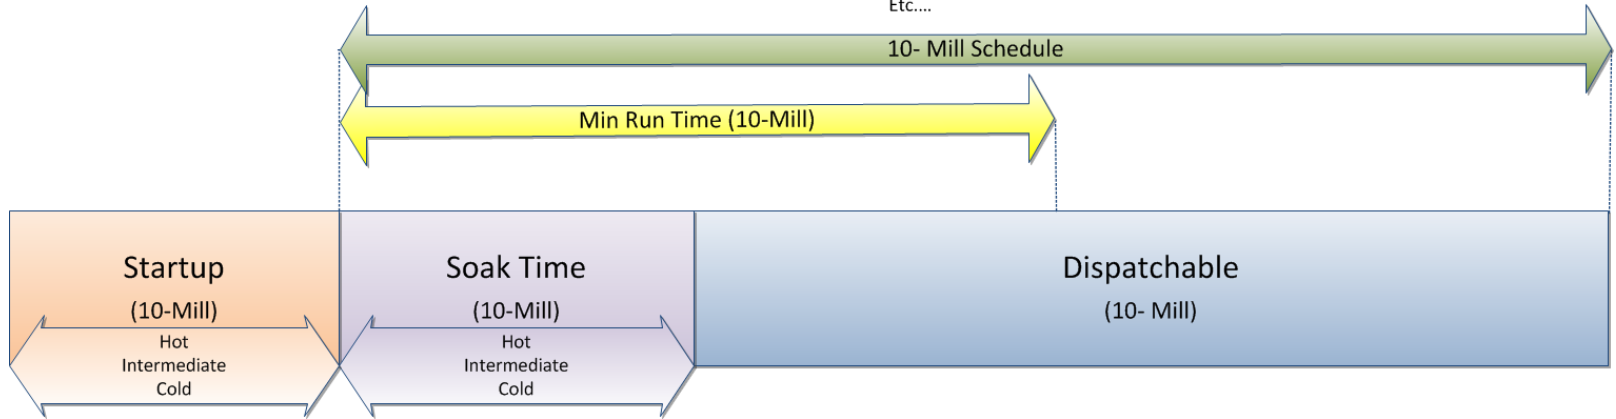 Etc....
10- Mill Schedule
Min Run Time (10-Mill)
Startup
(10-Mill)
Hot
Intermediate
Cold
Soak Time
(10-Mill)
Hot
Intermediate
Cold
Dispatchable
(10- Mill)